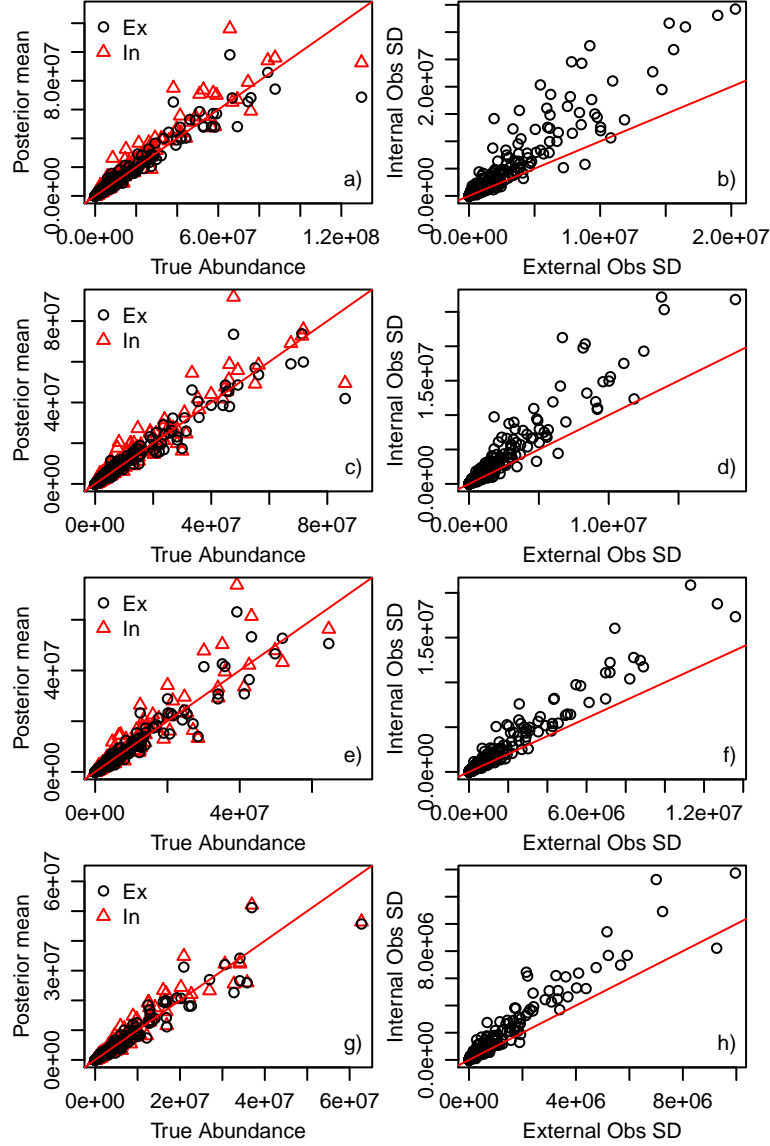 Posterior mean
0.0e+00 8.0e+07
Ex
In
a)
0.0e+00 6.0e+07 1.2e+08
True Abundance
Internal Obs SD
0.0e+00 2.0e+07
b)
0.0e+00 1.0e+07 2.0e+07
External Obs SD
Posterior mean
0e+00 4e+07 8e+07
Ex
In
c)
0e+00 4e+07 8e+07
True Abundance
Internal Obs SD
0.0e+00 1.5e+07
d)
0.0e+00 1.0e+07
External Obs SD
Posterior mean
0e+00 4e+07
Ex
In
e)
0e+00 4e+07
True Abundance
Internal Obs SD
0.0e+00 1.5e+07
f)
0.0e+00 6.0e+06 1.2e+07
External Obs SD
Posterior mean
0e+00 3e+07 6e+07
Ex
In
g)
0e+00 2e+07 4e+07 6e+07
True Abundance
Internal Obs SD
0.0e+00 8.0e+06
h)
0e+00 4e+06 8e+06
External Obs SD